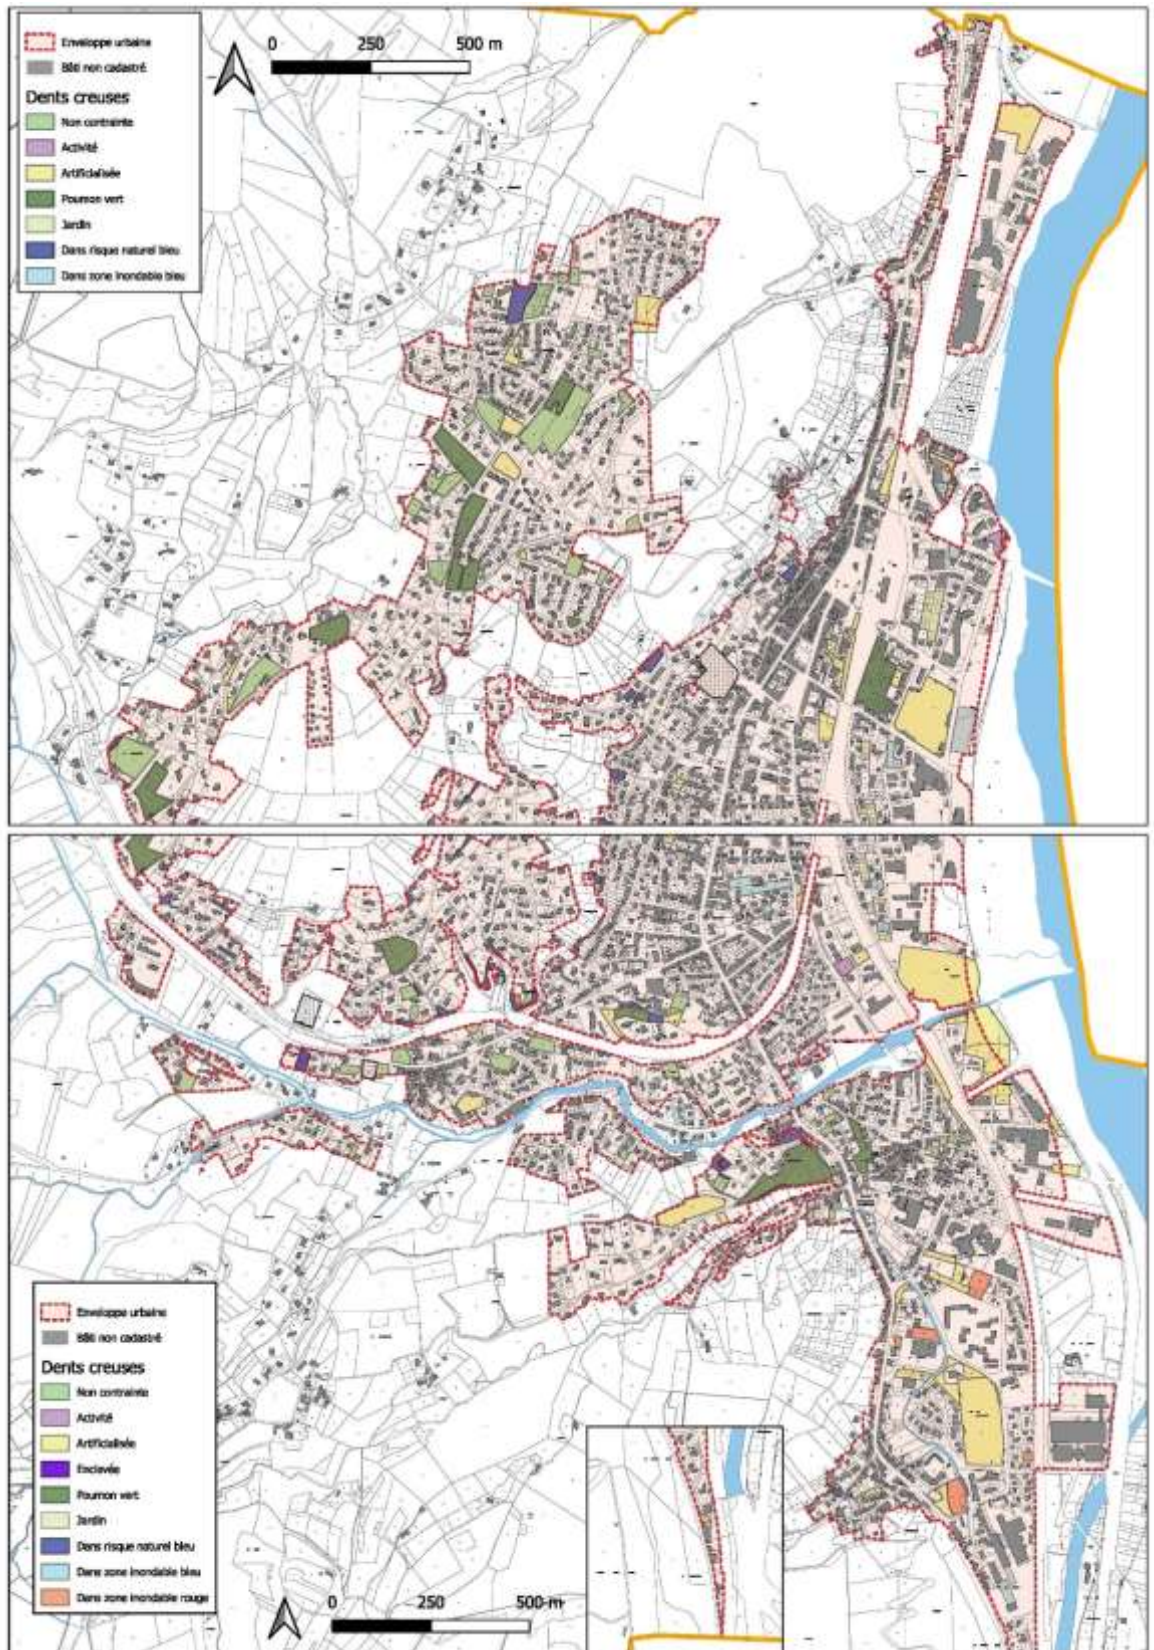 Enveloppe urbaine
Bâti non cadastré
Dents creuses
Non contrainte
Activité
Artificialisée
Poumon vert
Jardin
Dans risque naturel bleu
Dans zone inondable bleu
0 250 500 m
Enveloppe urbaine
Bâti non cadastré
Dents creuses
Non contrainte
Activité
Artificialisée
Enclavée
Poumon vert
Jardin
Dans risque naturel bleu
Dans zone inondable bleu
Dans zone inondable rouge
0 250 500 m